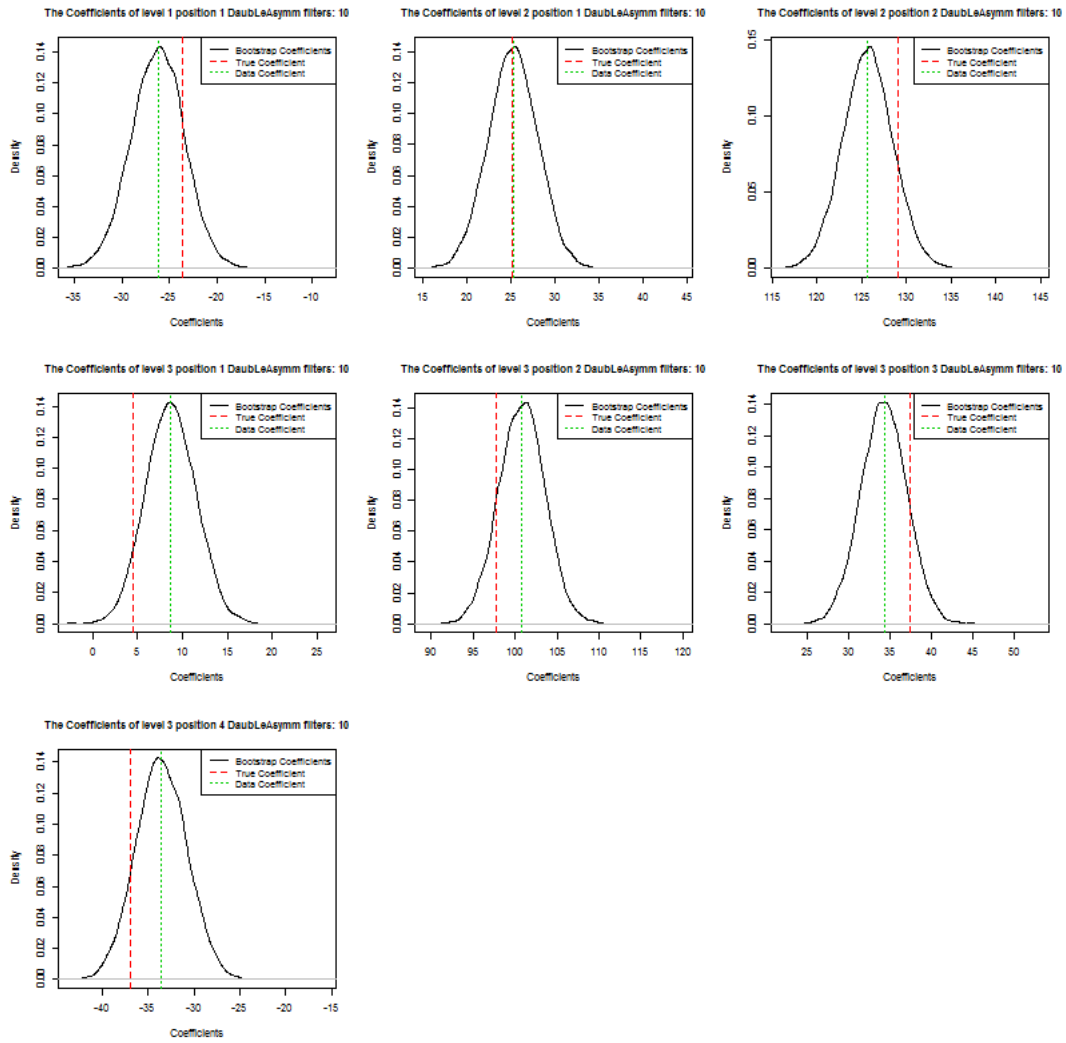 The Coefficients of level 1 position 1 DaubLeAsymm filters: 10
Density
0.00 0.02 0.04 0.06 0.08 0.10 0.12 0.14
Bootstrap Coefficients
True Coefficient
Data Coefficient
-35 -30 -25 -20 -15 -10
Coefficients
The Coefficients of level 2 position 1 DaubLeAsymm filters: 10
Density
0.00 0.02 0.04 0.06 0.08 0.10 0.12 0.14
Bootstrap Coefficients
True Coefficient
Data Coefficient
15 20 25 30 35 40 45
Coefficients
The Coefficients of level 2 position 2 DaubLeAsymm filters: 10
Density
0.00 0.05 0.10 0.15
Bootstrap Coefficients
True Coefficient
Data Coefficient
115 120 125 130 135 140 145
Coefficients
The Coefficients of level 3 position 1 DaubLeAsymm filters: 10
Density
0.00 0.02 0.04 0.06 0.08 0.10 0.12 0.14
Bootstrap Coefficients
True Coefficient
Data Coefficient
0 5 10 15 20 25
Coefficients
The Coefficients of level 3 position 2 DaubLeAsymm filters: 10
Density
0.00 0.02 0.04 0.06 0.08 0.10 0.12 0.14
Bootstrap Coefficients
True Coefficient
Data Coefficient
90 95 100 105 110 115 120
Coefficients
The Coefficients of level 3 position 3 DaubLeAsymm filters: 10
Density
0.00 0.02 0.04 0.06 0.08 0.10 0.12 0.14
Bootstrap Coefficients
True Coefficient
Data Coefficient
25 30 35 40 45 50
Coefficients
The Coefficients of level 3 position 4 DaubLeAsymm filters: 10
Density
0.00 0.02 0.04 0.06 0.08 0.10 0.12 0.14
Bootstrap Coefficients
True Coefficient
Data Coefficient
-40 -35 -30 -25 -20 -15
Coefficients